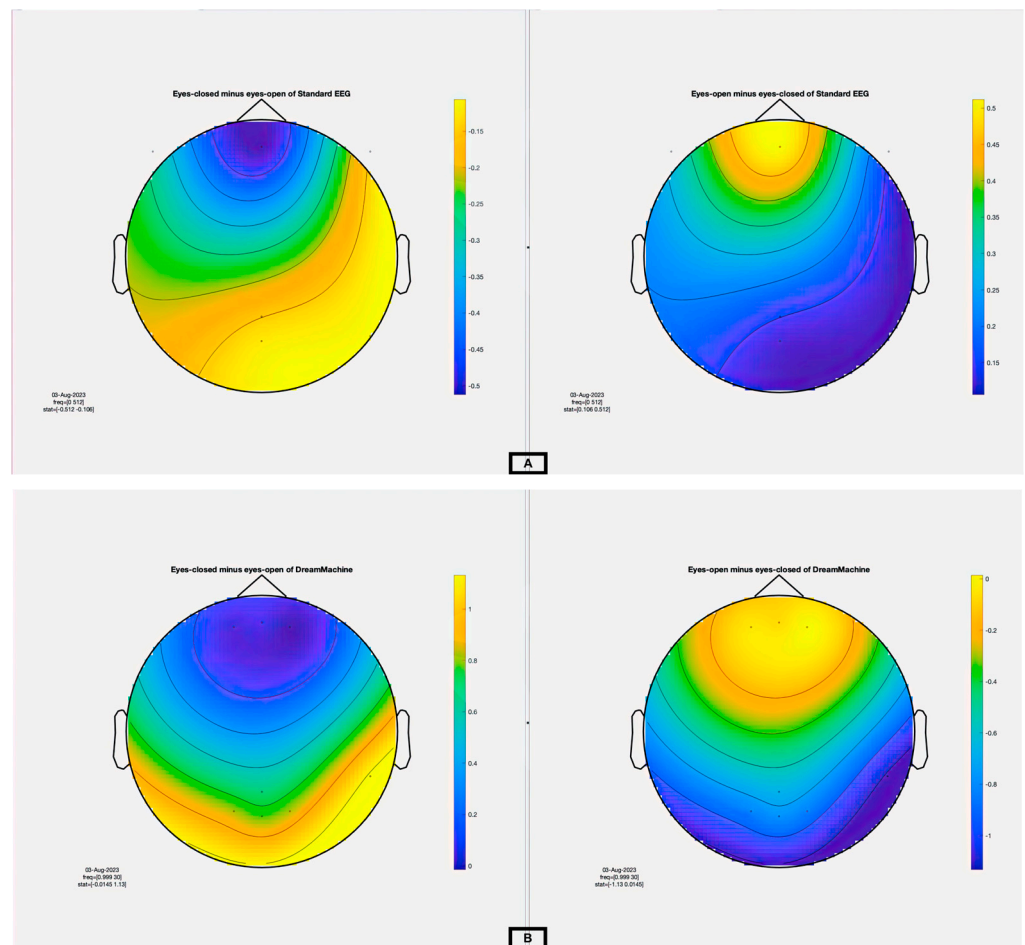 Eyes-closed minus eyes-open of Standard EEG
-0.15
-0.2
-0.25
-0.3
-0.35
-0.4
-0.45
-0.5
03-Aug-2023
freq=[0 512]
stat=[-0.512 -0.106]
Eyes-open minus eyes-closed of Standard EEG
0.5
0.45
0.4
0.35
0.3
0.25
0.2
0.15
03-Aug-2023
freq=[0 512]
stat=[0.106 0.512]
A
Eyes-closed minus eyes-open of DreamMachine
1
0.8
0.6
0.4
0.2
0
03-Aug-2023
freq=[0.999 30]
stat=[-0.0145 1.13]
Eyes-open minus eyes-closed of DreamMachine
0
-0.2
-0.4
-0.6
-0.8
-1
03-Aug-2023
freq=[0.999 30]
stat=[-1.13 0.0145]
B